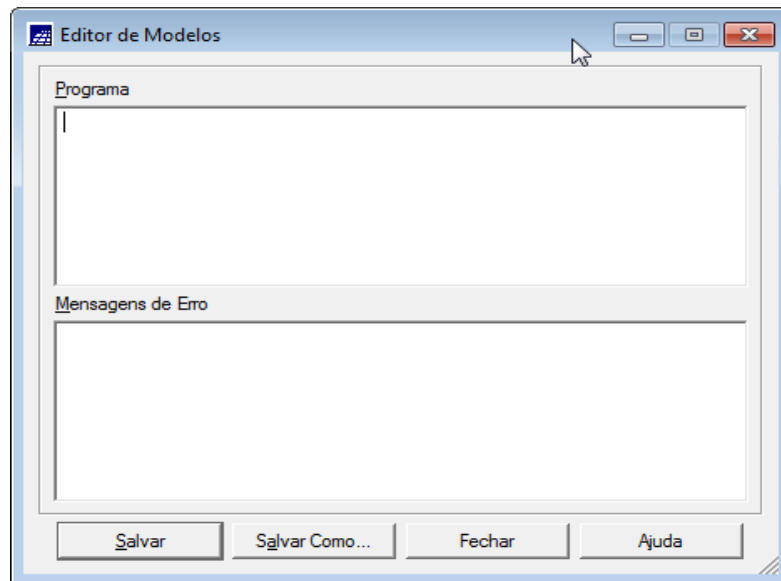 Editor de Modelos
Programa
Mensagens de Erro
Salvar
Salvar Como...
Fechar
Ajuda